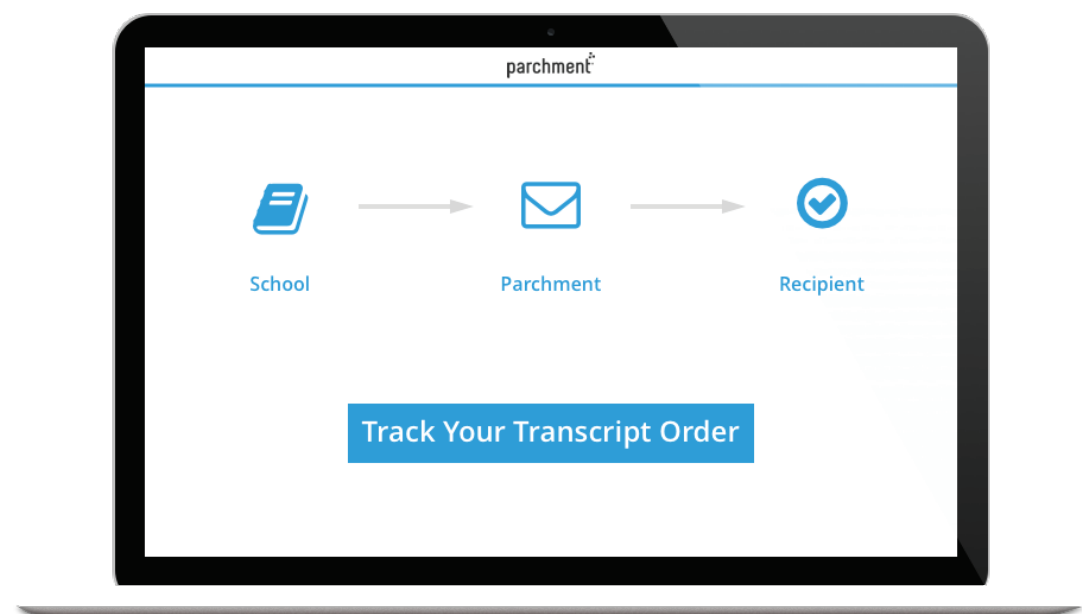 parchment
School
Parchment
Recipient
Track Your Transcript Order